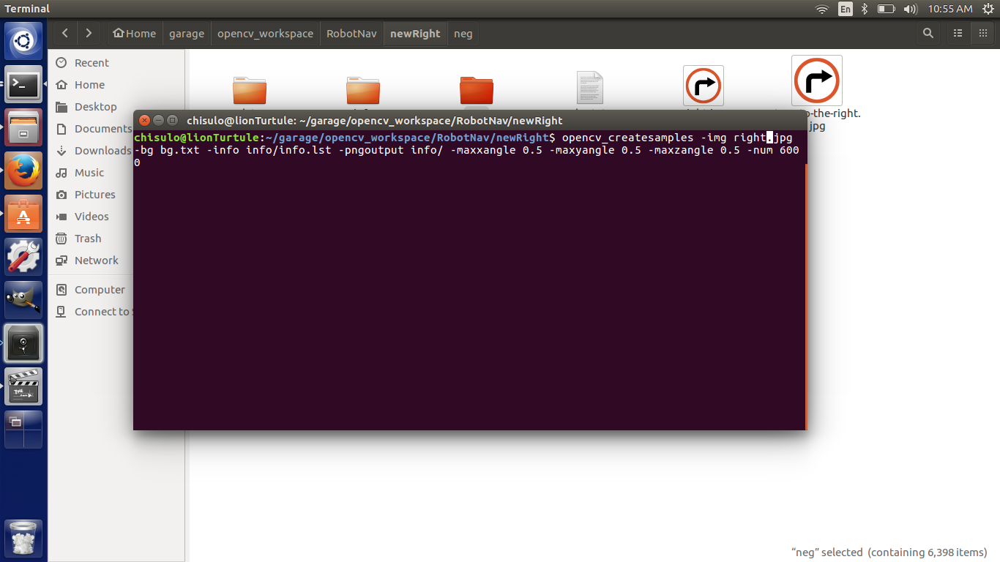 Terminal
En
10:55 AM
Home
garage
opencv_workspace
RobotNav
newRight
neg
Recent
Home
Desktop
Documents
Downloads
Music
Pictures
Videos
Trash
Network
Computer
Connect to
o-the-right.
jpg
chisulo@lionTurtule: ~/garage/opencv_workspace/RobotNav/newRight
chisulo@lionTurtule:~/garage/opencv_workspace/RobotNav/newRight$ opencv_createsamples -img right.jpg
-bg bg.txt -info info/info.lst -pngoutput info/ -maxxangle 0.5 -maxyangle 0.5 -maxzangle 0.5 -num 600
0
“neg” selected (containing 6,398 items)